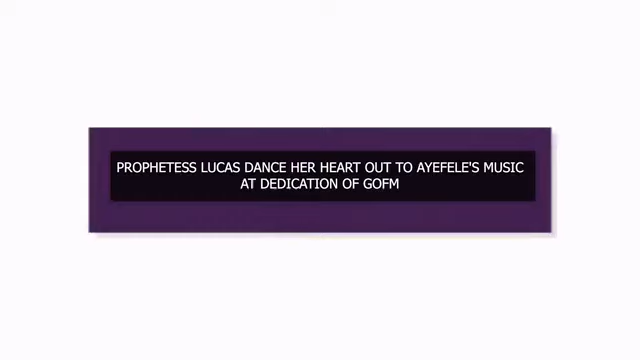 PROPHETESS LUCAS DANCE HER HEART OUT TO AYEFELE'S MUSIC
AT DEDICATION OF GOFM